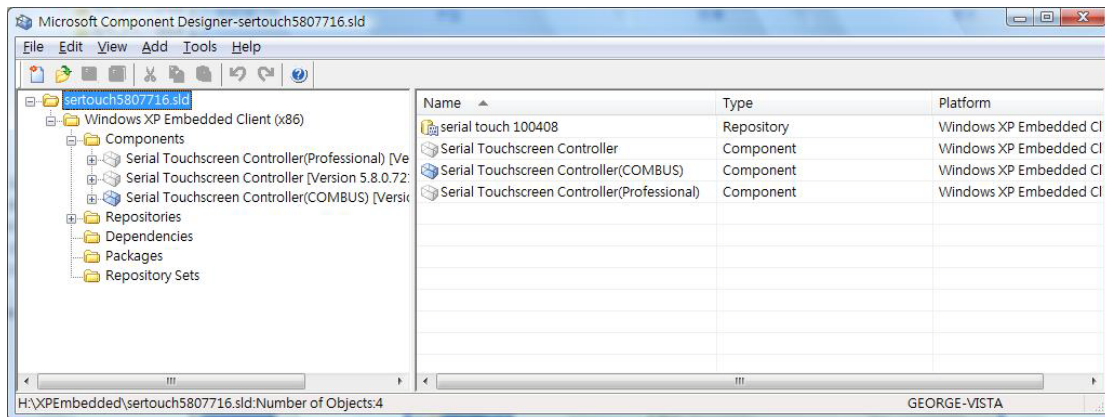 Microsoft Component Designer-sertouch5807716.sld
File Edit View Add Tools Help
sertouch5807716.sld
Windows XP Embedded Client (x86)
Components
Serial Touchscreen Controller(Professional) [Ve
Serial Touchscreen Controller [Version 5.8.0.72:
Serial Touchscreen Controller(COMBUS) [Versic
Repositories
Dependencies
Packages
Repository Sets
Name Type Platform
serial touch 100408 Repository Windows XP Embedded Cl
Serial Touchscreen Controller Component Windows XP Embedded Cl
Serial Touchscreen Controller(COMBUS) Component Windows XP Embedded Cl
Serial Touchscreen Controller(Professional) Component Windows XP Embedded Cl
H:\XPEmbedded\sertouch5807716.sld:Number of Objects:4 GEORGE-VISTA